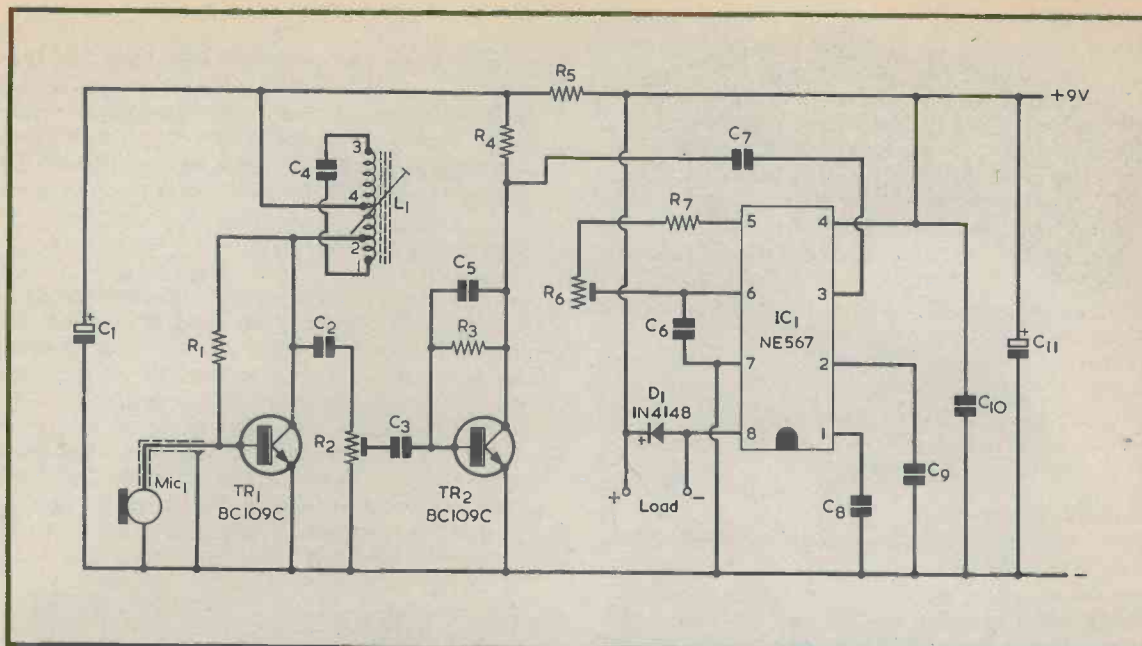 R5
+9V
R4
C7
3
C4
4
L1
2
1
R7
5
4
C5
R6
6
3
C1
+
R1
C2
R3
C6
IC1
NE567
C11
+
7
2
C3
D1
1N4148
C10
8
1
R2
+
C9
Mic1
TR1
BC109C
TR2
BC109C
+
Load
-
C8
-